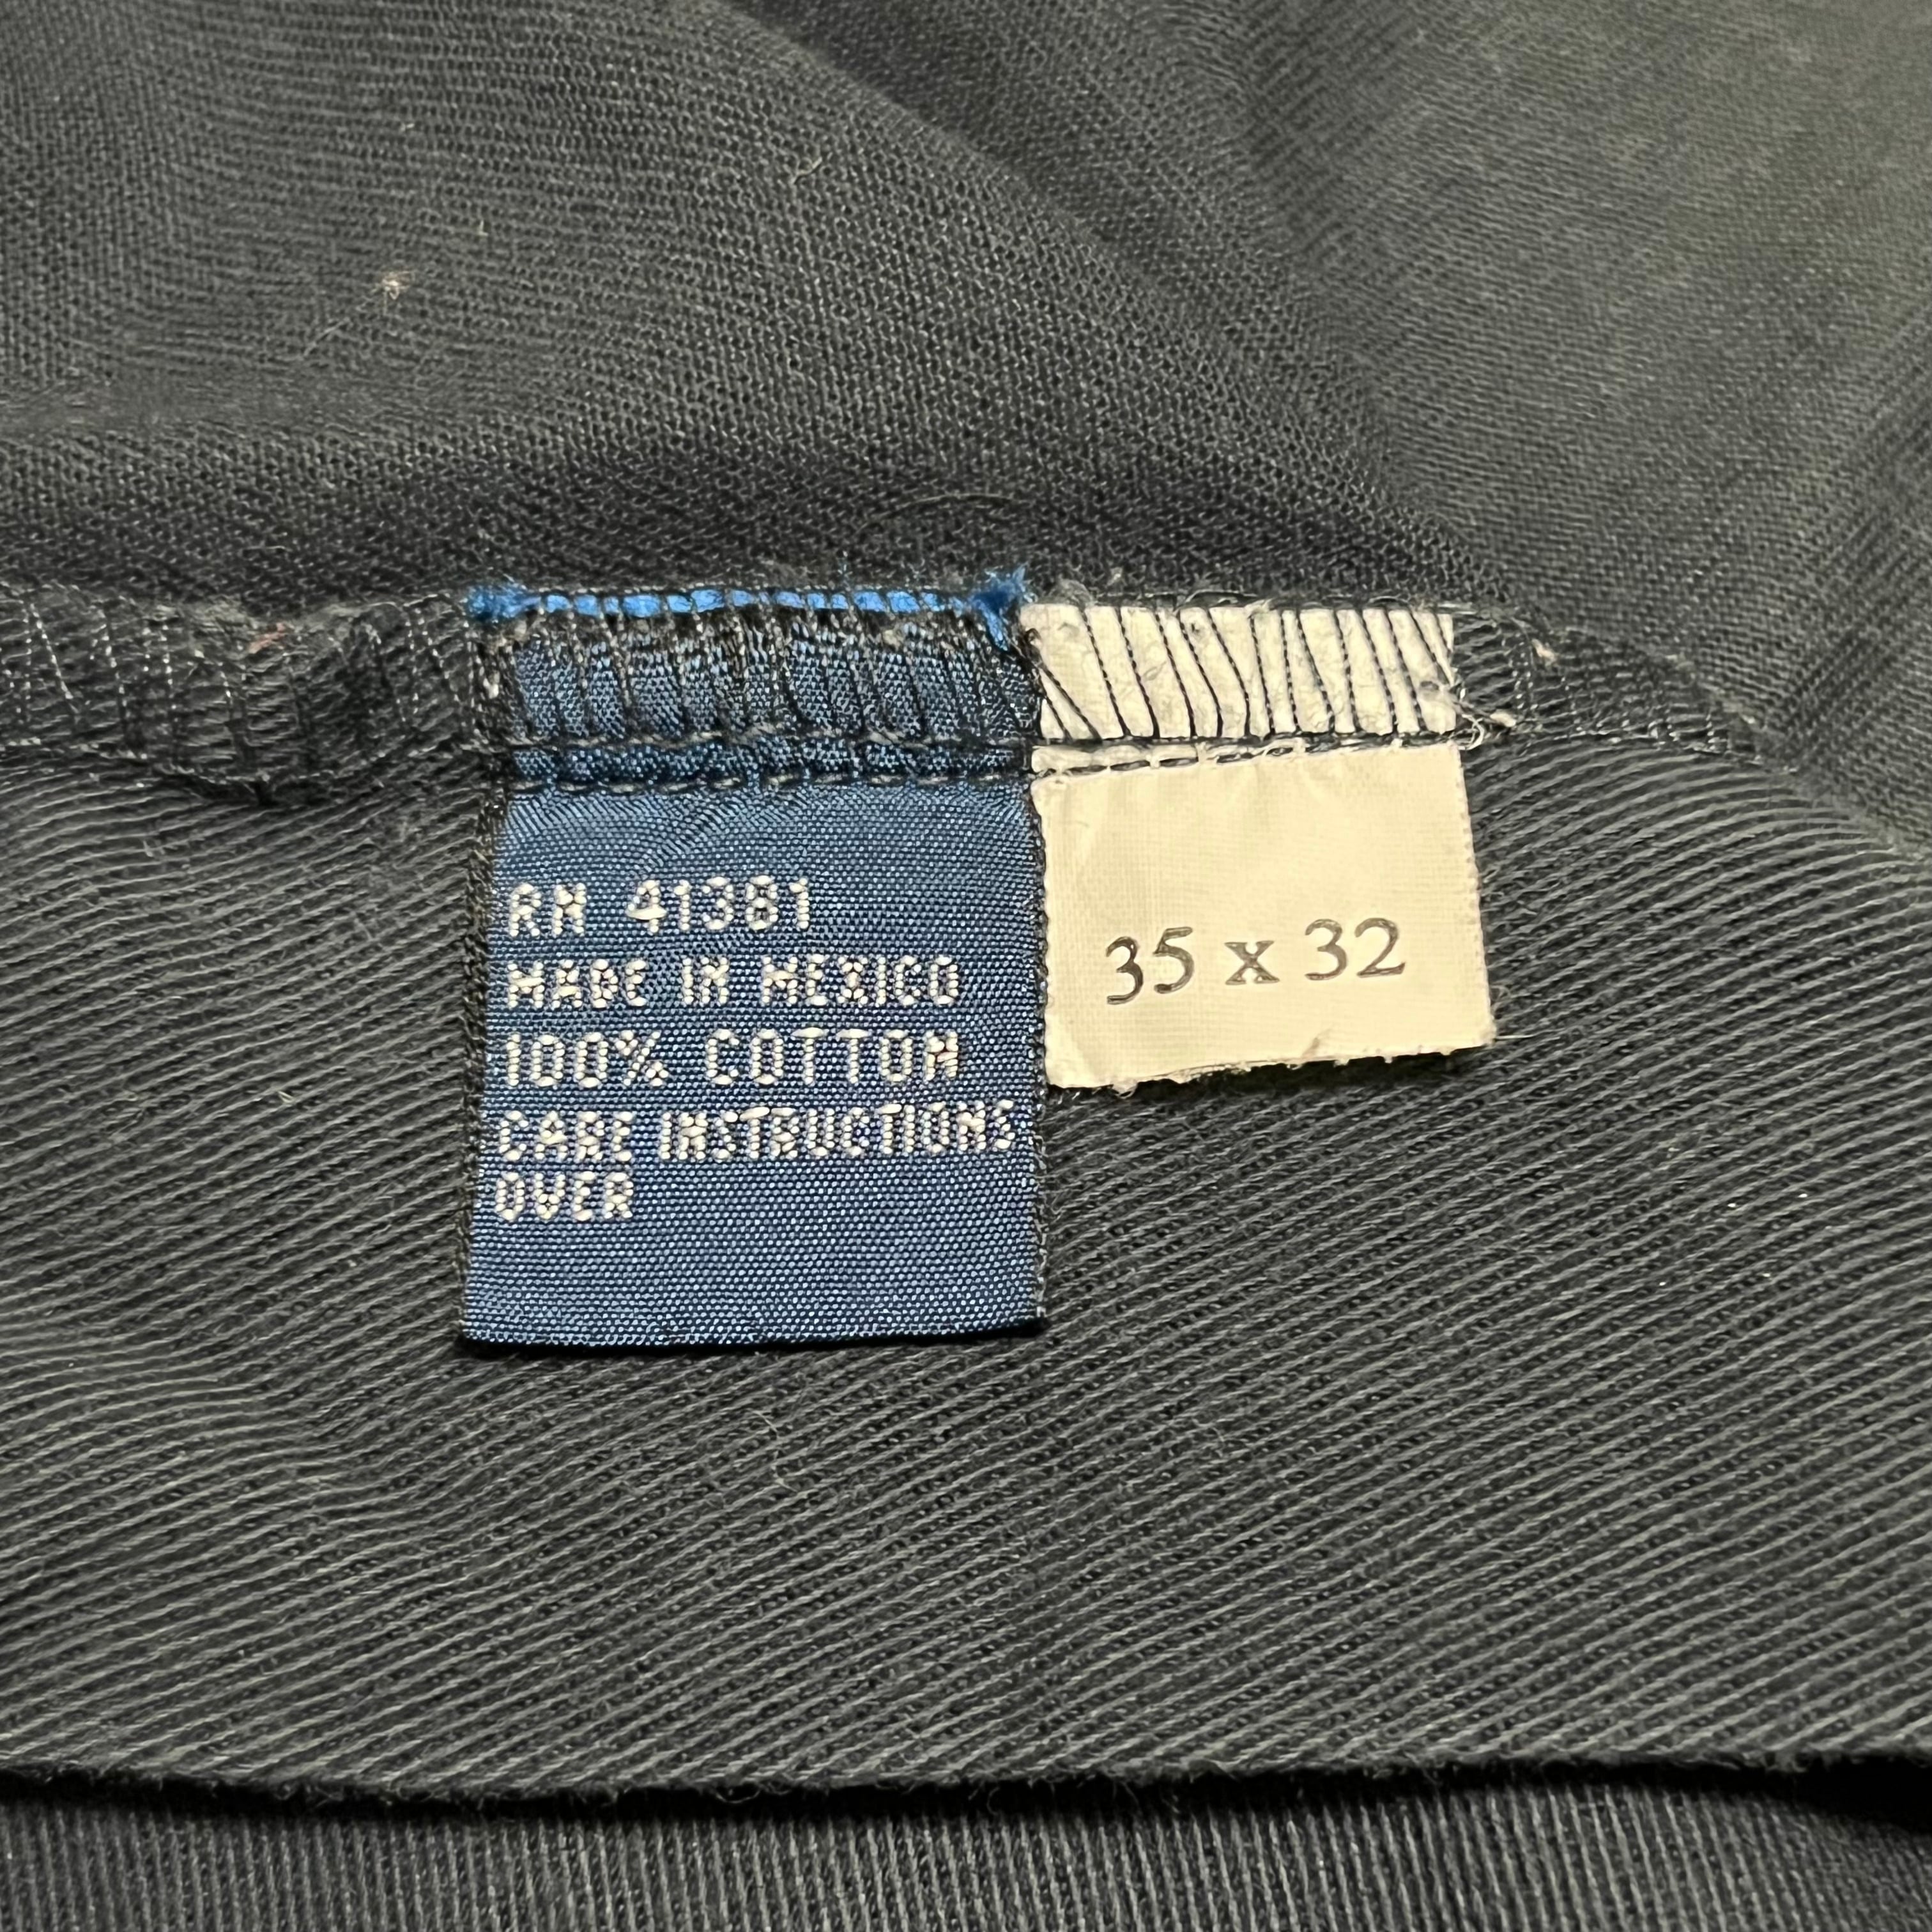 RN 41381
MADE IN MEXICO
100% COTTON
CARE INSTRUCTIONS
OVER
35 x 32